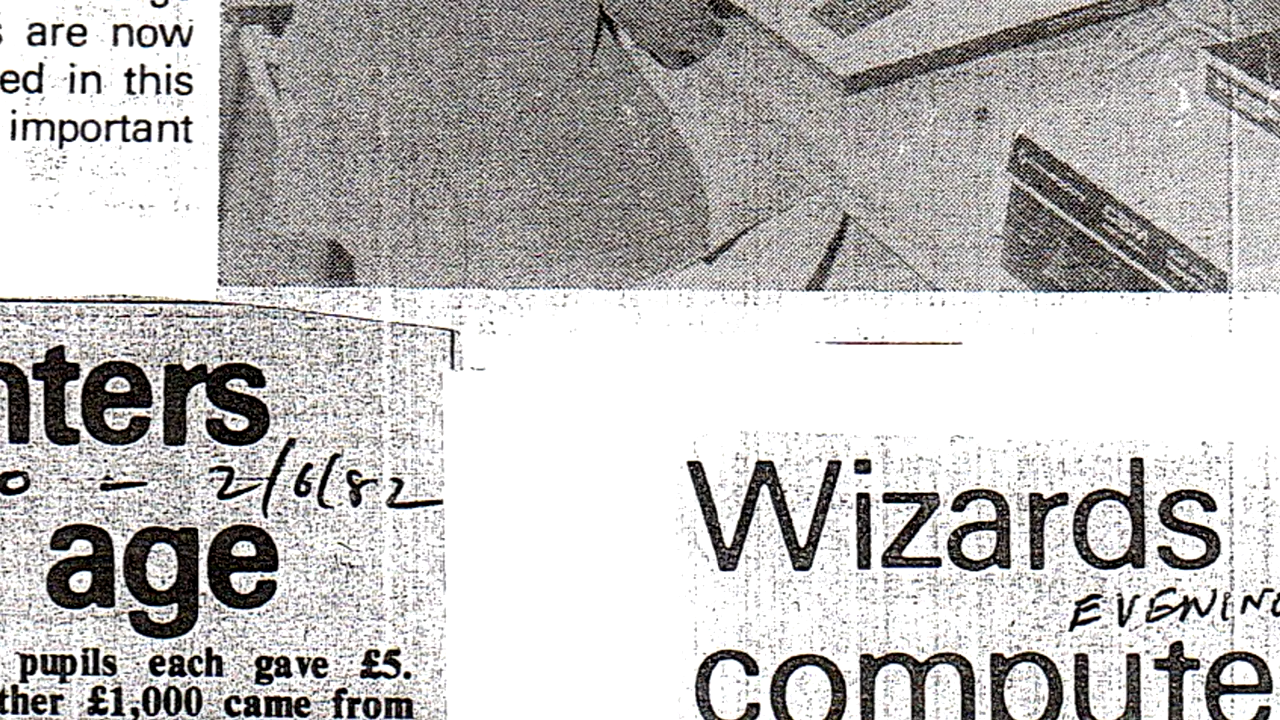 s are now
ed in this
important
nters
o — 2/6/82
age
pupils each gave £5.
ther £1,000 came from
Wizards
EVENING
compute